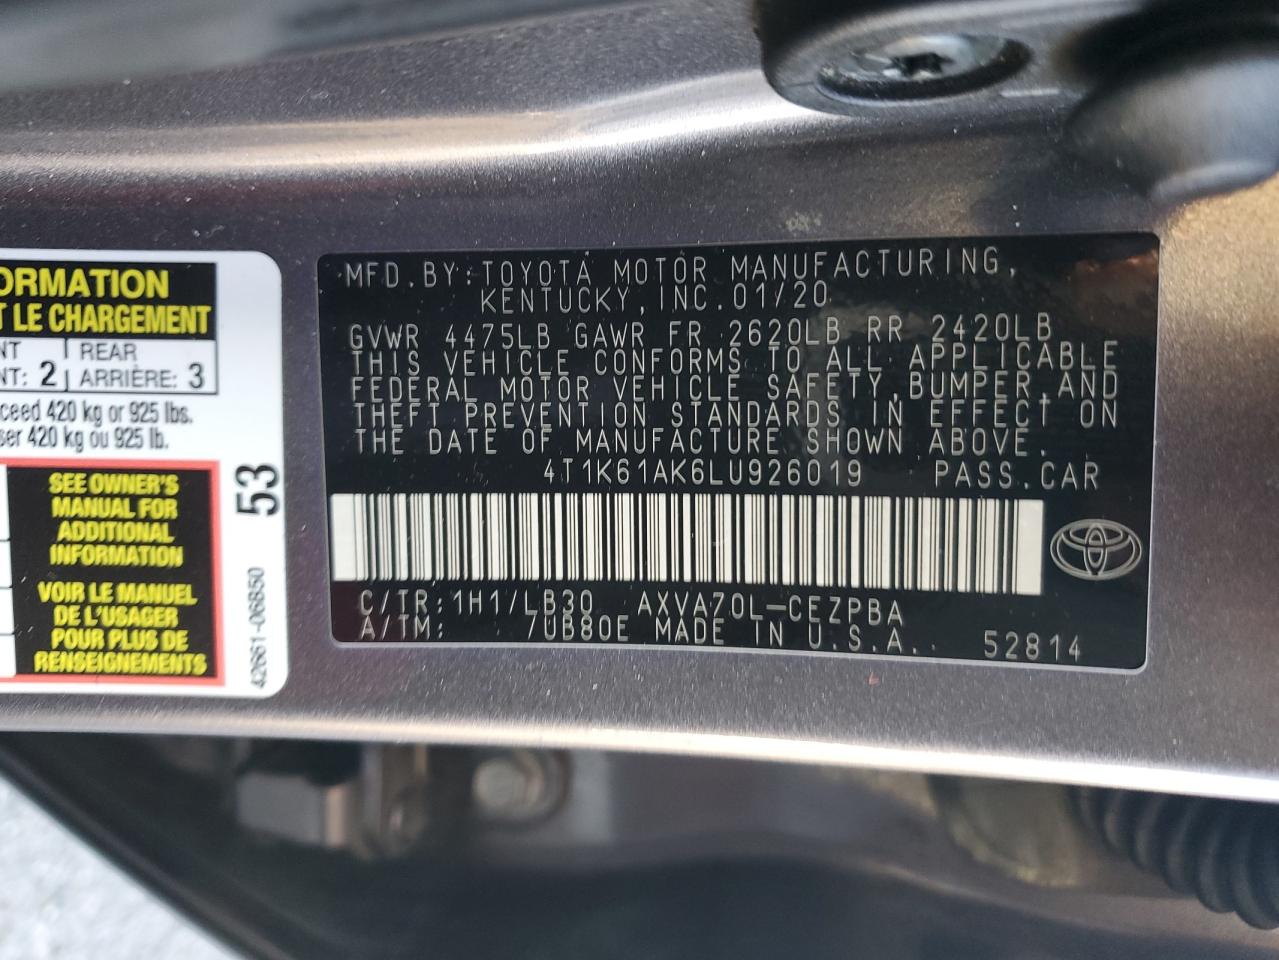 ORMATION
T LE CHARGEMENT
NT REAR
NT: 2 ARRIÈRE: 3
ceed 420 kg or 925 lbs.
ser 420 kg ou 925 lb.
SEE OWNER'S
MANUAL FOR
ADDITIONAL
INFORMATION
VOIR LE MANUEL
DE L'USAGER
POUR PLUS DE
RENSEIGNEMENTS
53
42661-06B50
MFD.BY:TOYOTA MOTOR MANUFACTURING,
KENTUCKY,INC.01/20
GVWR 4475LB GAWR FR 2620LB RR 2420LB
THIS VEHICLE CONFORMS TO ALL APPLICABLE
FEDERAL MOTOR VEHICLE SAFETY,BUMPER,AND
THEFT PREVENTION STANDARDS IN EFFECT ON
THE DATE OF MANUFACTURE SHOWN ABOVE.
4T1K61AK6LU926019 PASS.CAR
C/TR:1H1/LB30 AXVA70L-CEZPBA
A/TM: 7UB80E MADE IN U.S.A. 52814